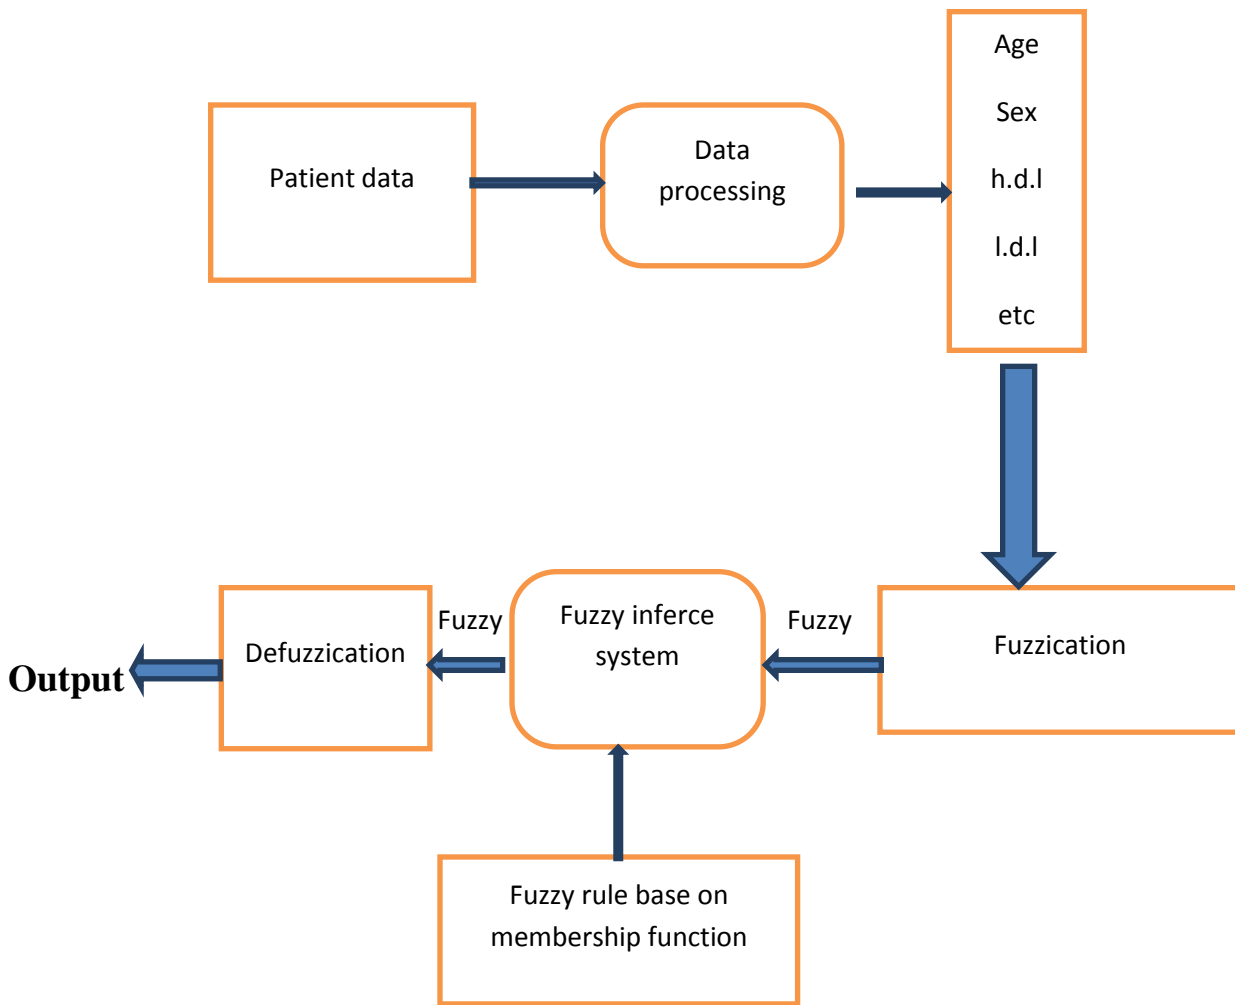 Patient data
Data
processing
Age
Sex
h.d.l
l.d.l
etc
Fuzzication
Fuzzy
Fuzzy inferce
system
Fuzzy
Defuzzication
Output
Fuzzy rule base on
membership function